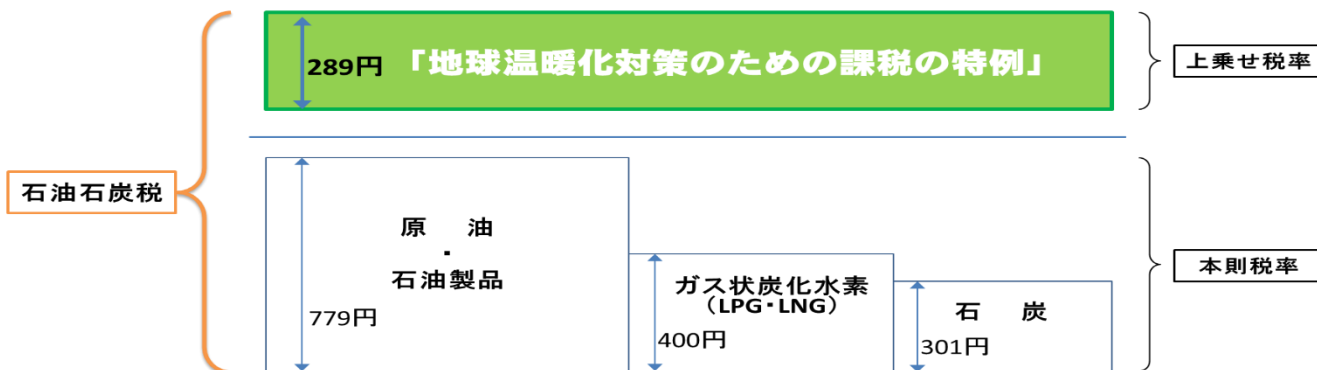 289円 「地球温暖化対策のための課税の特例」
上乗せ税率
石油石炭税
原 油
・
石油製品
779円
ガス状炭化水素
(LPG・LNG)
400円
石 炭
301円
本則税率